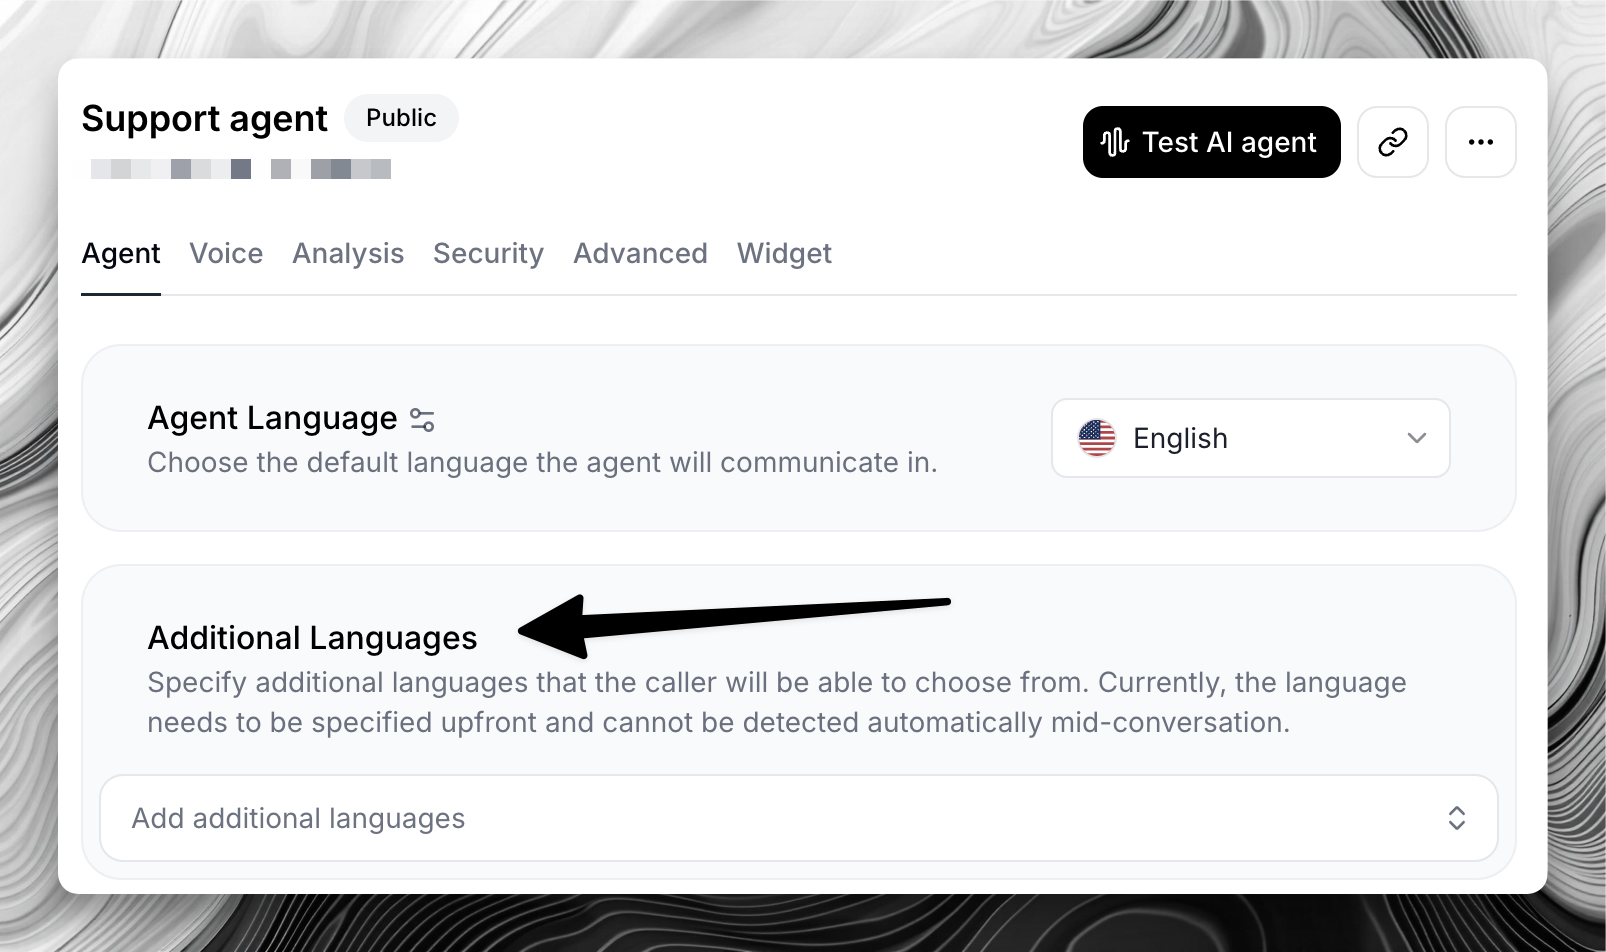 Support agent
Public
Test AI agent
Agent
Voice
Analysis
Security
Advanced
Widget
Agent Language
Choose the default language the agent will communicate in.
English
Additional Languages
Specify additional languages that the caller will be able to choose from. Currently, the language
needs to be specified upfront and cannot be detected automatically mid-conversation.
Add additional languages